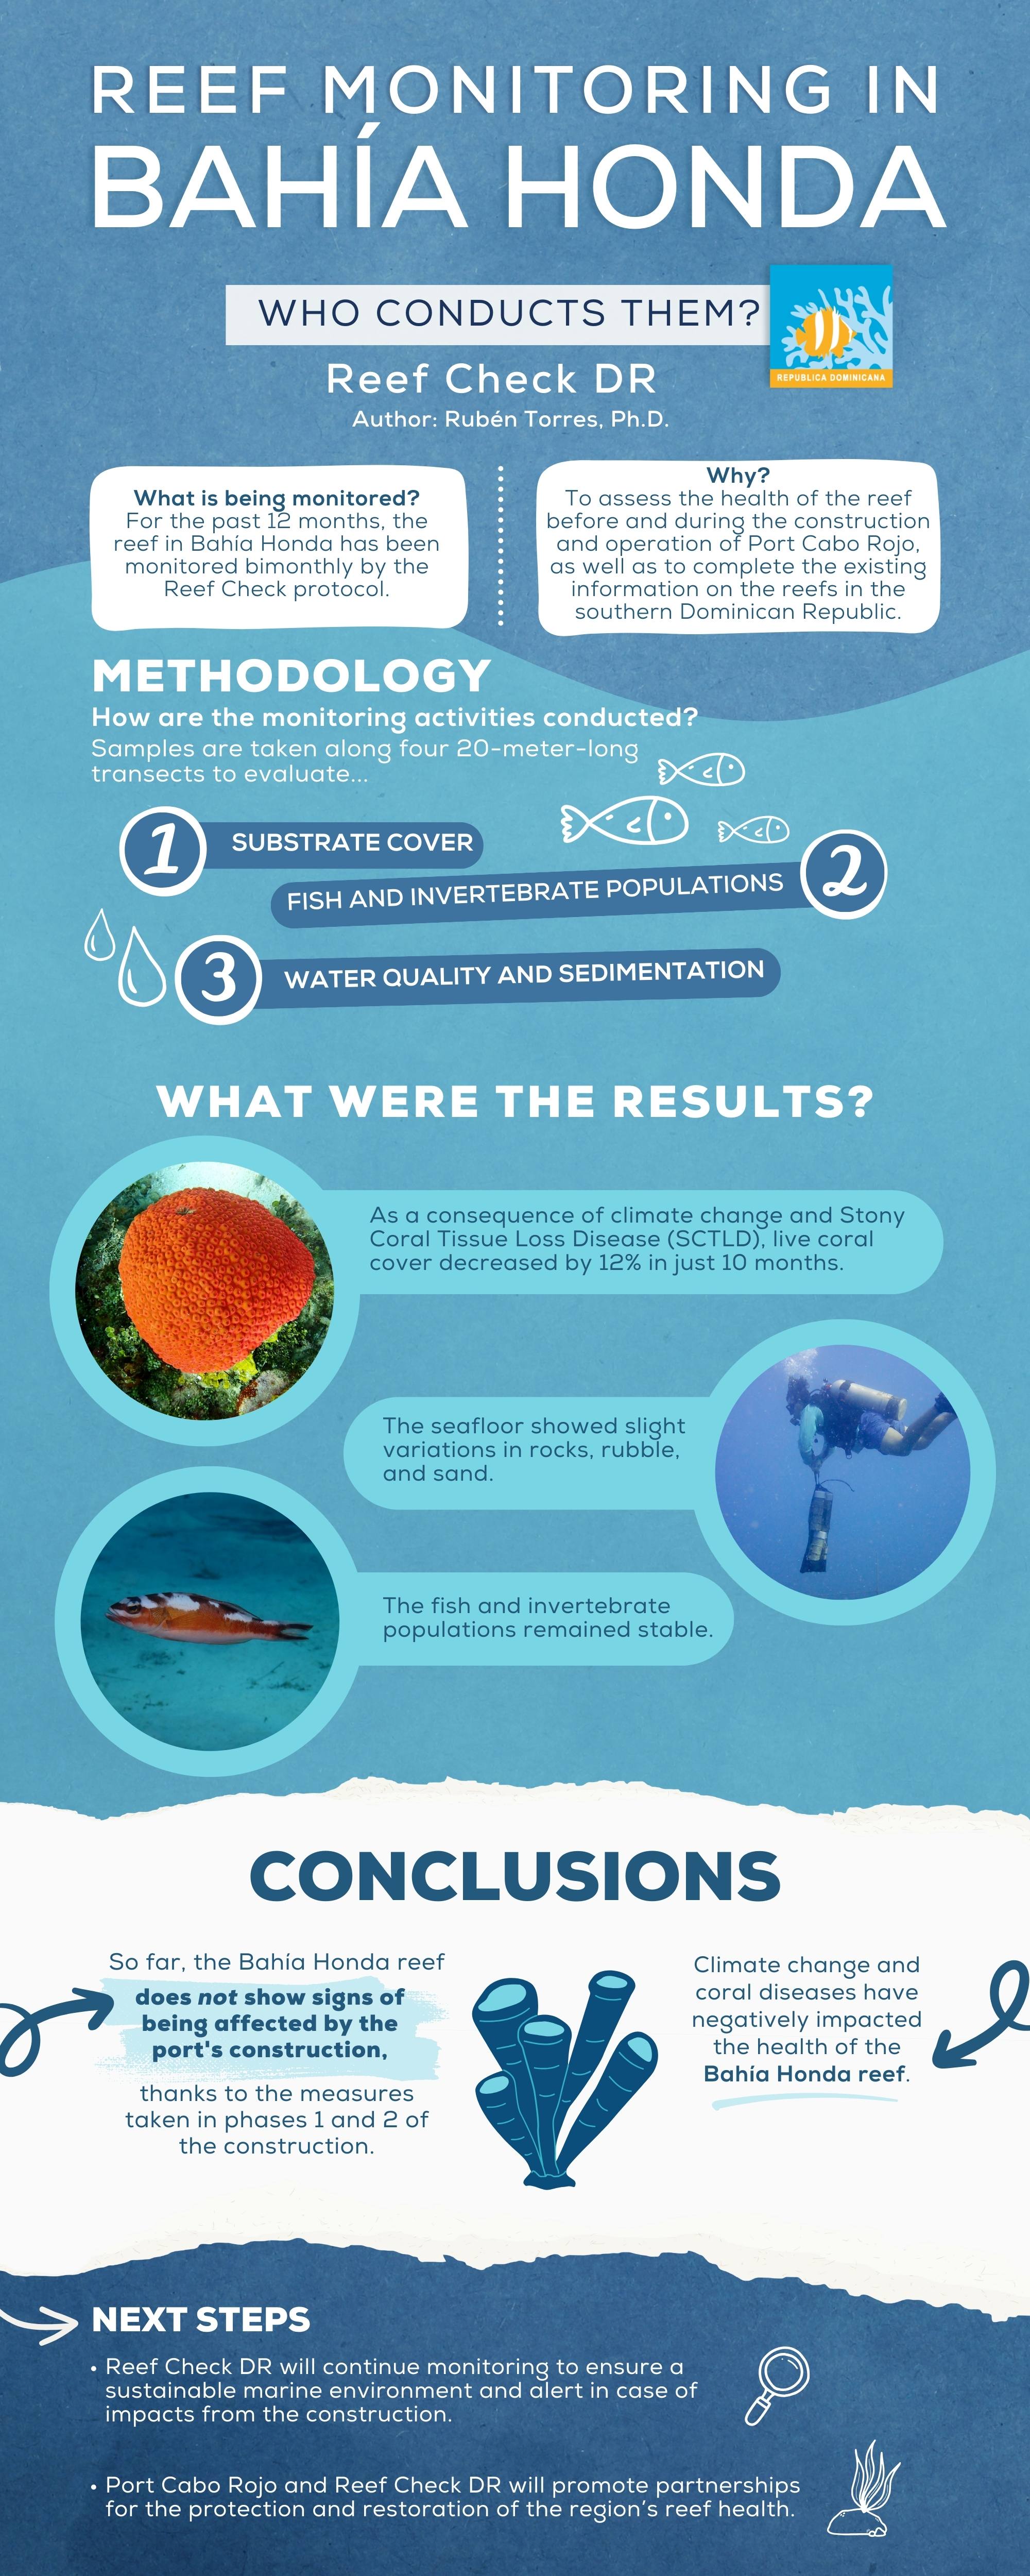 REEF MONITORING IN
BAHÍA HONDA
WHO CONDUCTS THEM?
REPUBLICA DOMINICANA
Reef Check DR
Author: Rubén Torres, Ph.D.
What is being monitored?
For the past 12 months, the
reef in Bahía Honda has been
monitored bimonthly by the
Reef Check protocol.
Why?
To assess the health of the reef
before and during the construction
and operation of Port Cabo Rojo,
as well as to complete the existing
information on the reefs in the
southern Dominican Republic.
METHODOLOGY
How are the monitoring activities conducted?
Samples are taken along four 20-meter-long
transects to evaluate...
1 SUBSTRATE COVER
FISH AND INVERTEBRATE POPULATIONS 2
3 WATER QUALITY AND SEDIMENTATION
WHAT WERE THE RESULTS?
As a consequence of climate change and Stony
Coral Tissue Loss Disease (SCTLD), live coral
cover decreased by 12% in just 10 months.
The seafloor showed slight
variations in rocks, rubble,
and sand.
The fish and invertebrate
populations remained stable.
CONCLUSIONS
So far, the Bahía Honda reef
does not show signs of
being affected by the
port's construction,
thanks to the measures
taken in phases 1 and 2 of
the construction.
Climate change and
coral diseases have
negatively impacted
the health of the
Bahía Honda reef.
NEXT STEPS
• Reef Check DR will continue monitoring to ensure a
sustainable marine environment and alert in case of
impacts from the construction.
• Port Cabo Rojo and Reef Check DR will promote partnerships
for the protection and restoration of the region's reef health.